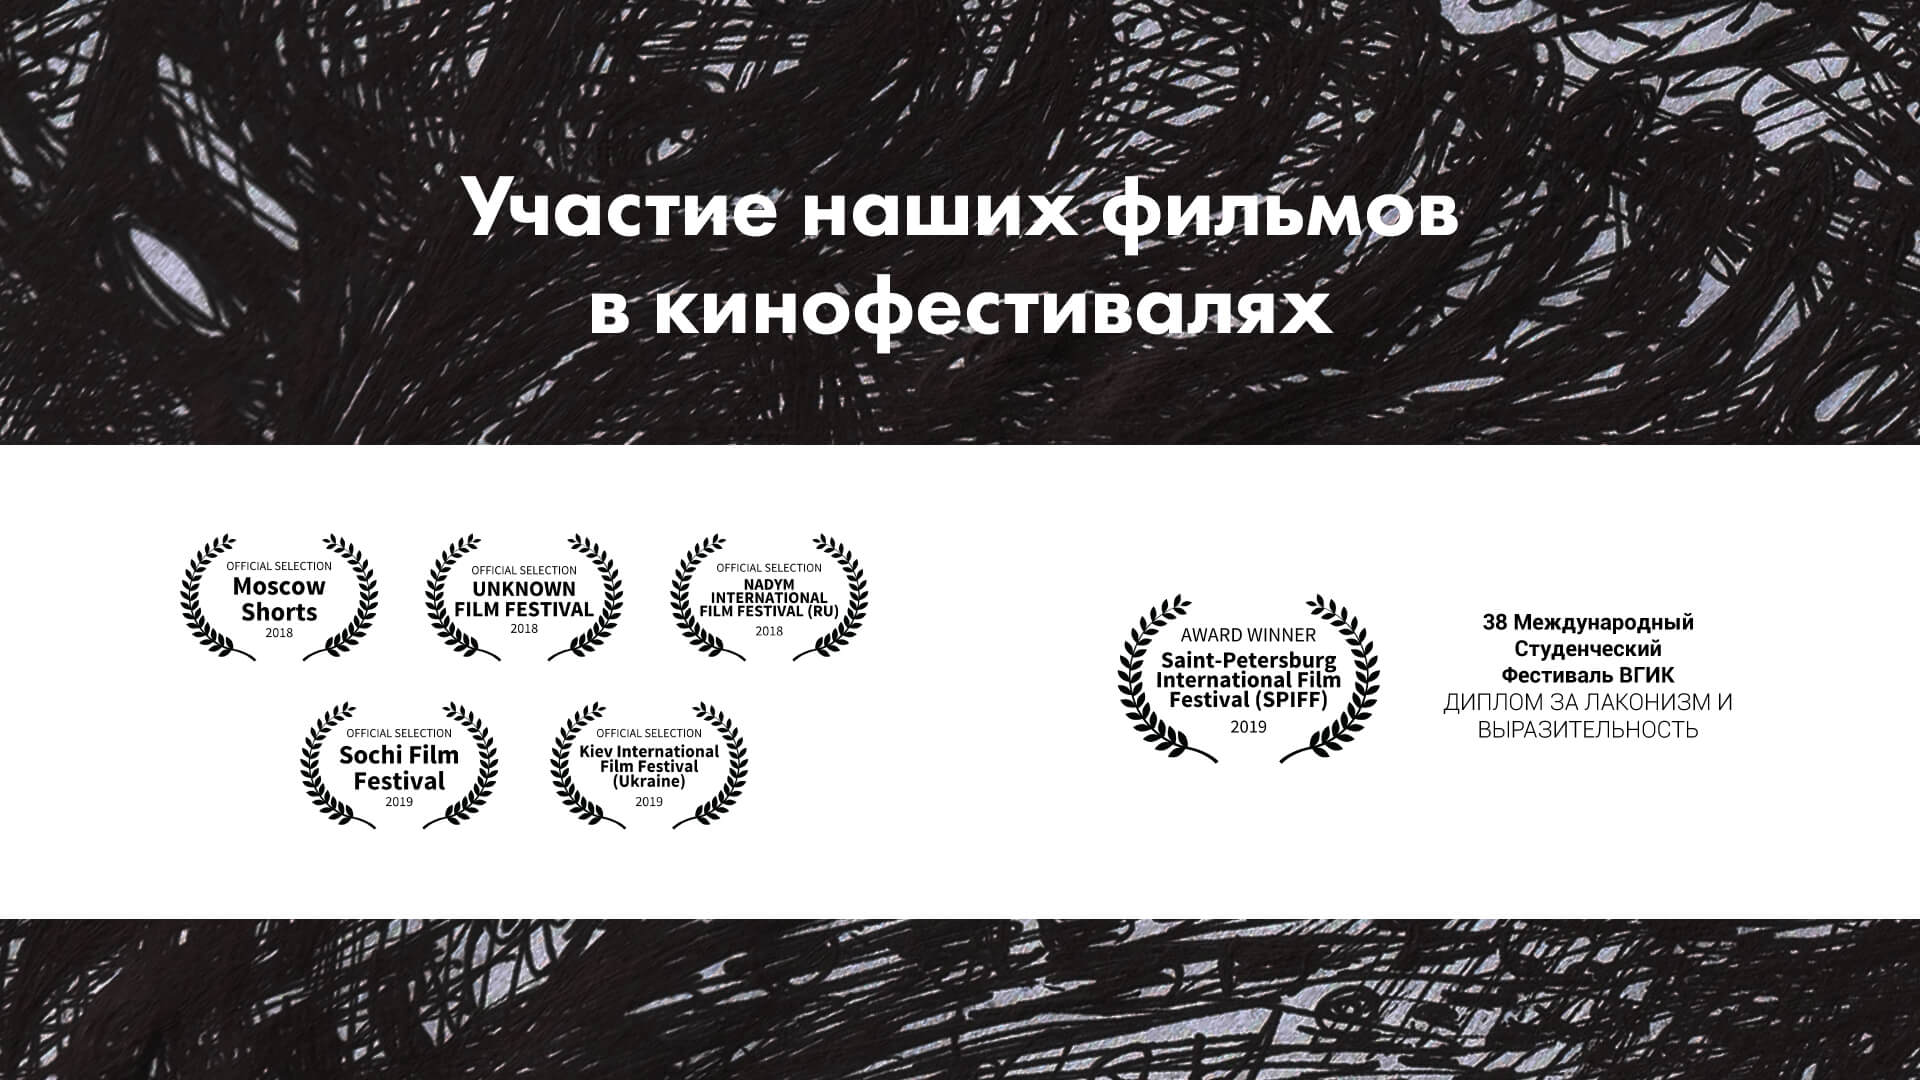 Участие наших фильмов
в кинофестивалях
OFFICIAL SELECTION
Moscow
Shorts
2018
OFFICIAL SELECTION
UNKNOWN
FILM FESTIVAL
2018
OFFICIAL SELECTION
NADYM
INTERNATIONAL
FILM FESTIVAL (RU)
2018
OFFICIAL SELECTION
Sochi Film
Festival
2019
OFFICIAL SELECTION
Kiev International
Film Festival
(Ukraine)
2019
AWARD WINNER
Saint-Petersburg
International Film
Festival (SPIFF)
2019
38 Международный
Студенческий
Фестиваль ВГИК
ДИПЛОМ ЗА ЛАКОНИЗМ И
ВЫРАЗИТЕЛЬНОСТЬ